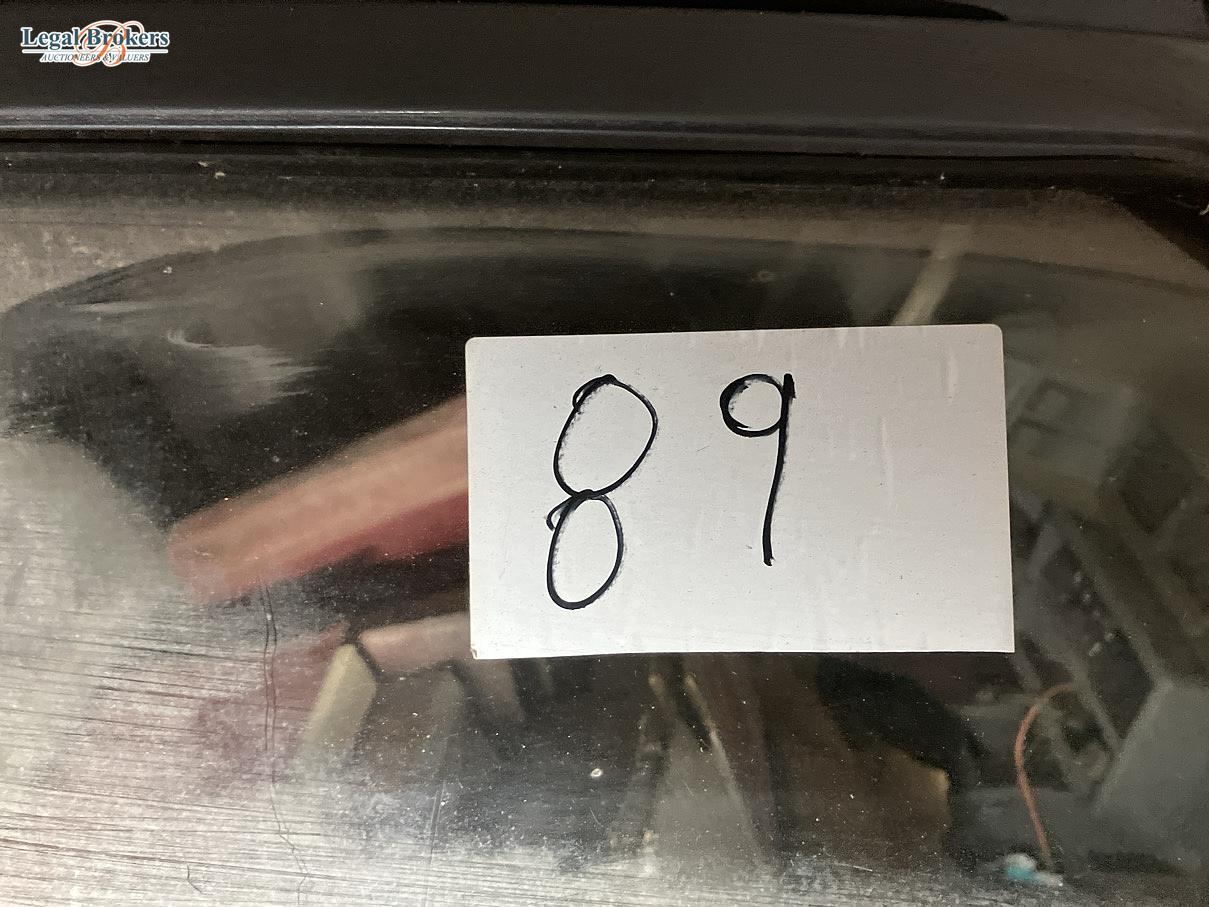 Legal Brokers
AUCTIONEERS & VALUERS
89